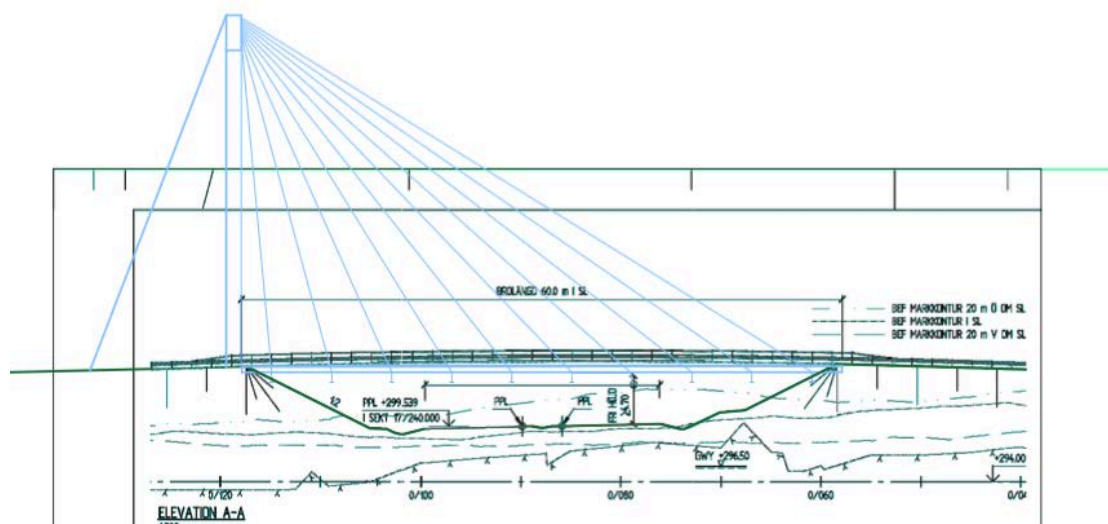 BROLÄNGD 60.0 m I SL
BEF MARKKONTUR 20 m Ö OM SL
BEF MARKKONTUR I SL
BEF MARKKONTUR 20 m V OM SL
PPL +299.539
I SEKT 17/240.000
PPL
PPL
FRI HÖJD
GWY +296.50
+294.00
0/120
0/100
0/080
0/060
0/04
ELEVATION A-A